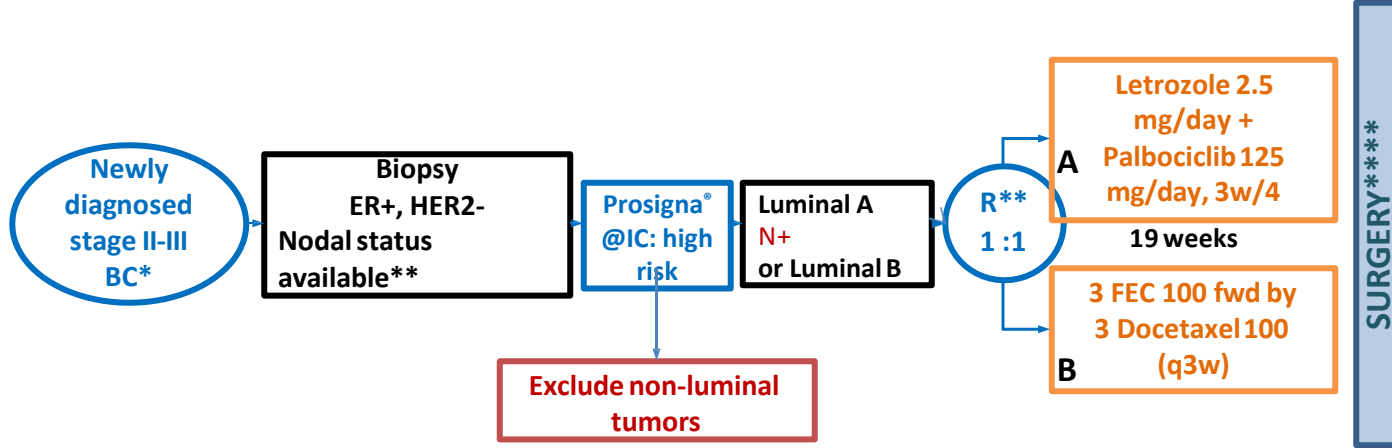 Newly
diagnosed
stage II-III
BC*
Biopsy
ER+, HER2-
Nodal status
available**
Prosigna®
@IC: high
risk
Exclude non-luminal
tumors
Luminal A
N+
or Luminal B
R**
1 :1
A
Letrozole 2.5
mg/day +
Palbociclib 125
mg/day, 3w/4
19 weeks
B
3 FEC 100 fwd by
3 Docetaxel 100
(q3w)
SURGERY****